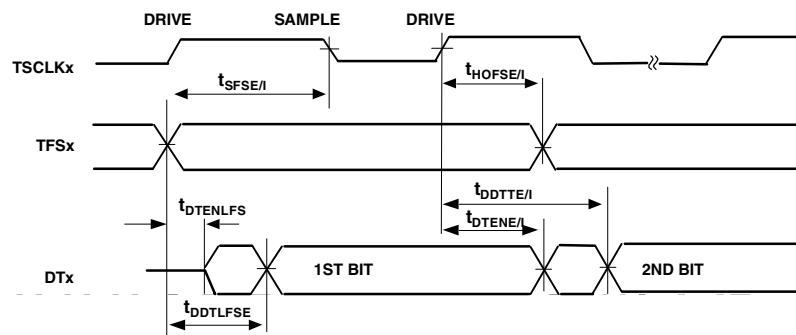 DRIVE SAMPLE DRIVE
TSCLKx
tSFSE/I
tHOFSE/I
TFSx
tDDTTE/I
tDTENE/I
tDTENLFS
DTx
1ST BIT
2ND BIT
tDDTLFSE